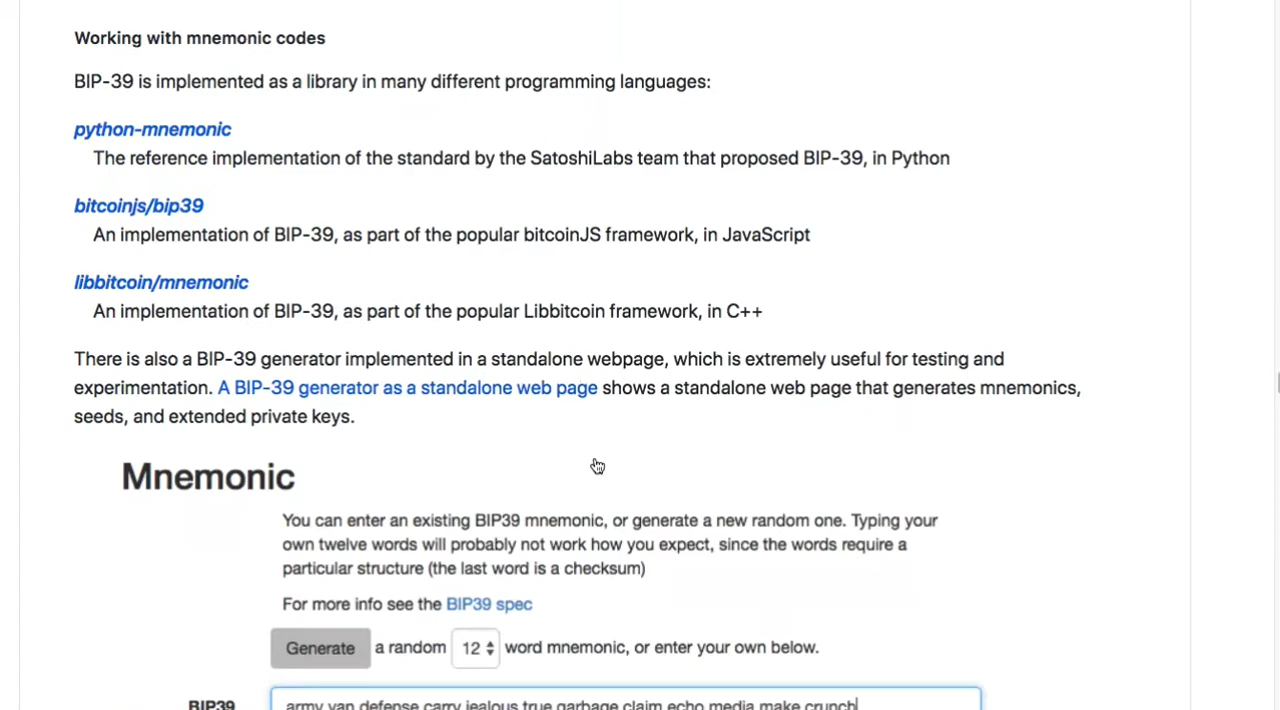 Working with mnemonic codes
BIP-39 is implemented as a library in many different programming languages:
python-mnemonic
The reference implementation of the standard by the SatoshiLabs team that proposed BIP-39, in Python
bitcoinjs/bip39
An implementation of BIP-39, as part of the popular bitcoinJS framework, in JavaScript
libbitcoin/mnemonic
An implementation of BIP-39, as part of the popular Libbitcoin framework, in C++
There is also a BIP-39 generator implemented in a standalone webpage, which is extremely useful for testing and
experimentation. A BIP-39 generator as a standalone web page shows a standalone web page that generates mnemonics,
seeds, and extended private keys.
Mnemonic
You can enter an existing BIP39 mnemonic, or generate a new random one. Typing your
own twelve words will probably not work how you expect, since the words require a
particular structure (the last word is a checksum)
For more info see the BIP39 spec
Generate a random 12 word mnemonic, or enter your own below.
BIP39 army van defense carry jealous true garbage claim echo media make crunch